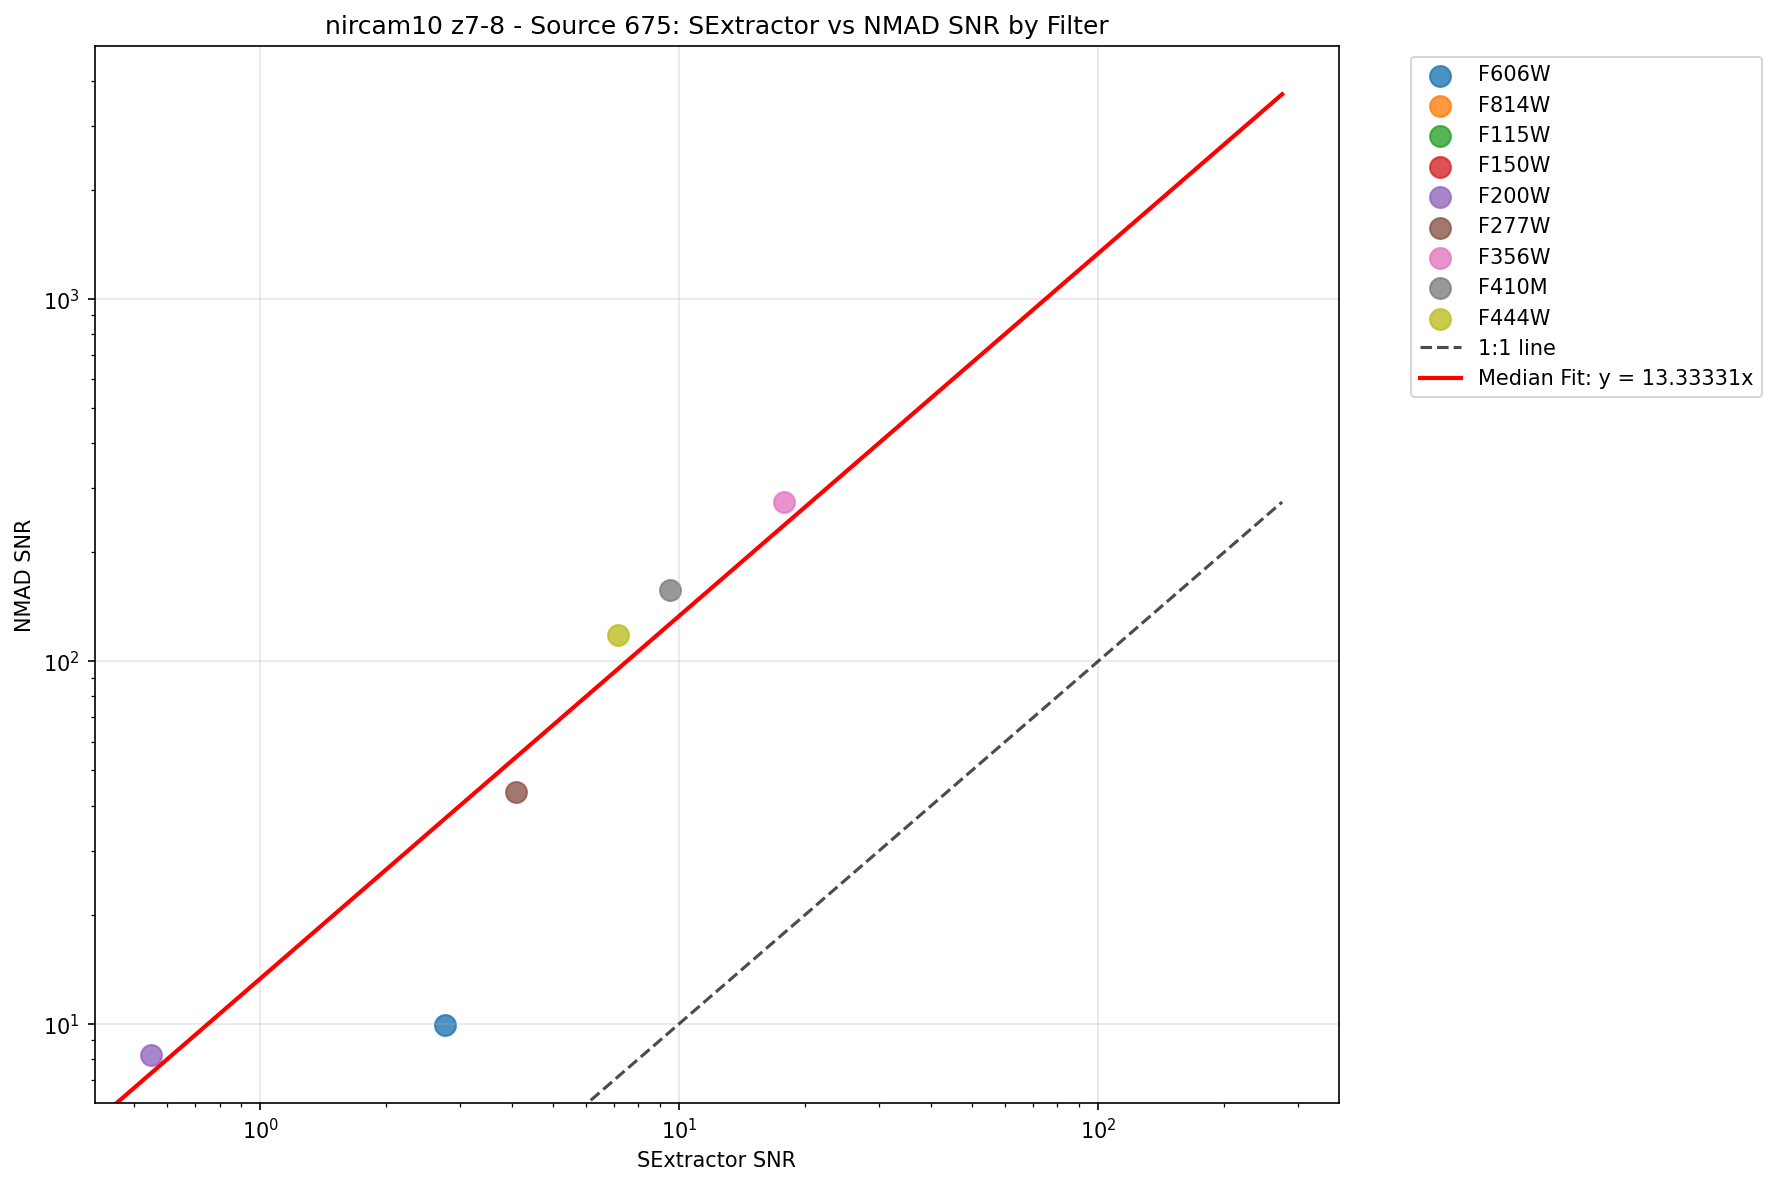 nircam10 z7-8 - Source 675: SExtractor vs NMAD SNR by Filter
NMAD SNR
10³
10²
10¹
10⁰
10¹
10²
SExtractor SNR
F606W
F814W
F115W
F150W
F200W
F277W
F356W
F410M
F444W
1:1 line
Median Fit: y = 13.33331x